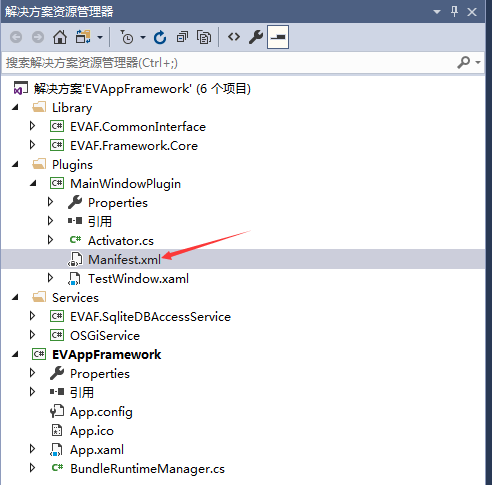 解决方案资源管理器
搜索解决方案资源管理器(Ctrl+;)
解决方案'EVAppFramework' (6 个项目)
Library
C# EVAF.CommonInterface
C# EVAF.Framework.Core
Plugins
C# MainWindowPlugin
Properties
引用
C# Activator.cs
Manifest.xml
TestWindow.xaml
Services
C# EVAF.SqliteDBAccessService
C# OSGiService
C# EVAppFramework
Properties
引用
App.config
App.ico
App.xaml
C# BundleRuntimeManager.cs